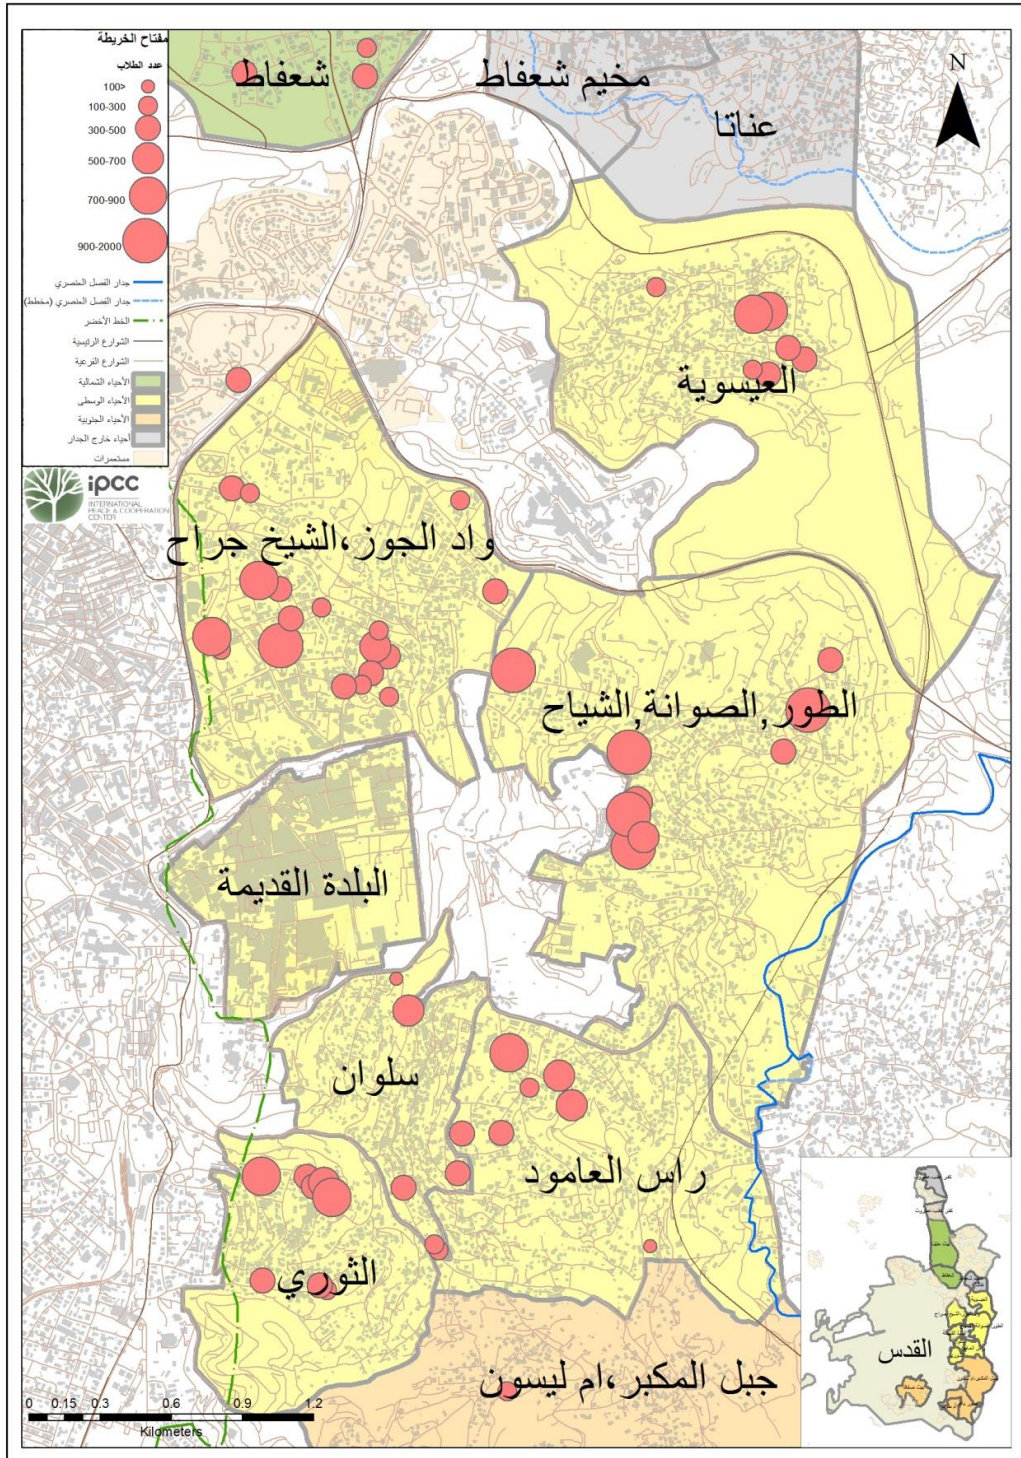 مفتاح الخريطة
عدد الطلاب
100>
100-300
300-500
500-700
700-900
900-2000
جدار الفصل العنصري
جدار الفصل العنصري (مخطط)
الخط الأخضر
الشوارع الرئيسية
الشوارع الفرعية
الأحياء الشمالية
الأحياء الوسطى
الأحياء الجنوبية
أحياء خارج الجدار
مستعمرات
ipcc
INTERNATIONAL
PEACE & COOPERATION
CENTER
شعفاط
مخيم شعفاط
عناتا
N
العيسوية
واد الجوز،الشيخ جراح
الطور ,الصوانة,الشياح
البلدة القديمة
سلوان
راس العامود
الثوري
جبل المكبر،ام ليسون
القدس
0 0.15 0.3 0.6 0.9 1.2
Kilometers